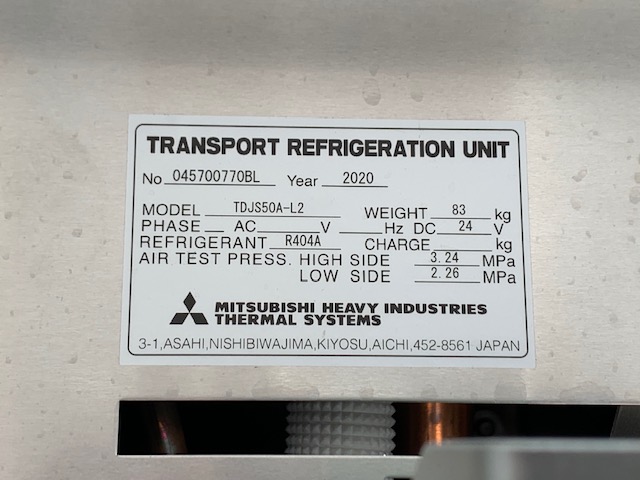 TRANSPORT REFRIGERATION UNIT
No 045700770BL Year 2020
MODEL TDJS50A-L2 WEIGHT 83 kg
PHASE AC V Hz DC 24 V
REFRIGERANT R404A CHARGE kg
AIR TEST PRESS. HIGH SIDE 3.24 MPa
LOW SIDE 2.26 MPa
MITSUBISHI HEAVY INDUSTRIES
THERMAL SYSTEMS
3-1,ASAHI,NISHIBIWAJIMA,KIYOSU,AICHI,452-8561 JAPAN